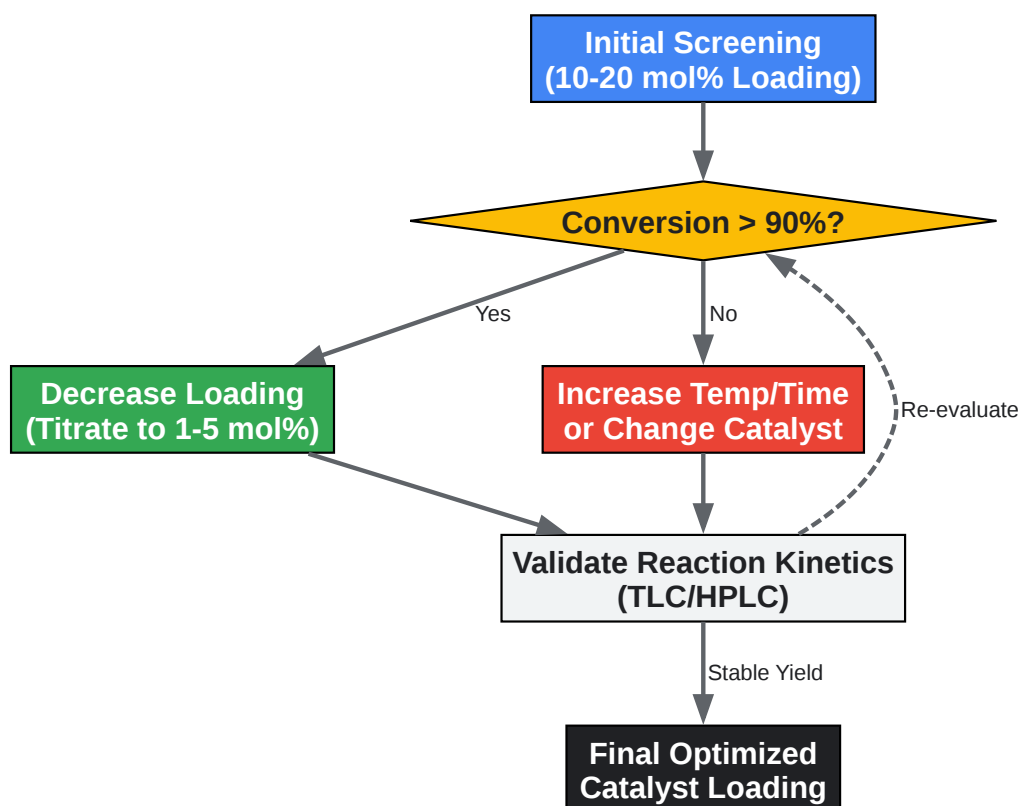 Initial Screening
(10-20 mol% Loading)
Conversion > 90%?
Yes
No
Decrease Loading
(Titrate to 1-5 mol%)
Increase Temp/Time
or Change Catalyst
Re-evaluate
Validate Reaction Kinetics
(TLC/HPLC)
Stable Yield
Final Optimized
Catalyst Loading